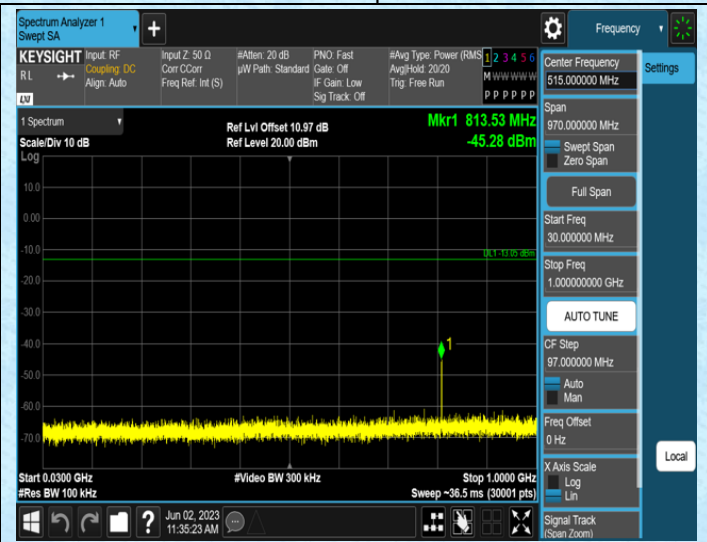 Spectrum Analyzer 1
Swept SA
+
Frequency
KEYSIGHT
RL
LXI
Input: RF
Coupling: DC
Align: Auto
Input Z: 50 Ω
Corr CCorr
Freq Ref: Int (S)
#Atten: 20 dB
µW Path: Standard
PNO: Fast
Gate: Off
IF Gain: Low
Sig Track: Off
#Avg Type: Power (RMS
Avg|Hold: 20/20
Trig: Free Run
1 2 3 4 5 6
M W W W W W
P P P P P P
1 Spectrum
Scale/Div 10 dB
Log
Ref Lvl Offset 10.97 dB
Ref Level 20.00 dBm
Mkr1 813.53 MHz
-45.28 dBm
10.0
0.00
-10.0
DL1 -13.05 dBm
-20.0
-30.0
-40.0
1
-50.0
-60.0
-70.0
Start 0.0300 GHz
#Res BW 100 kHz
#Video BW 300 kHz
Stop 1.0000 GHz
Sweep ~36.5 ms (30001 pts)
?
Jun 02, 2023
11:35:23 AM
Center Frequency
515.000000 MHz
Settings
Span
970.000000 MHz
Swept Span
Zero Span
Full Span
Start Freq
30.000000 MHz
Stop Freq
1.000000000 GHz
AUTO TUNE
CF Step
97.000000 MHz
Auto
Man
Freq Offset
0 Hz
Local
X Axis Scale
Log
Lin
Signal Track
(Span Zoom)